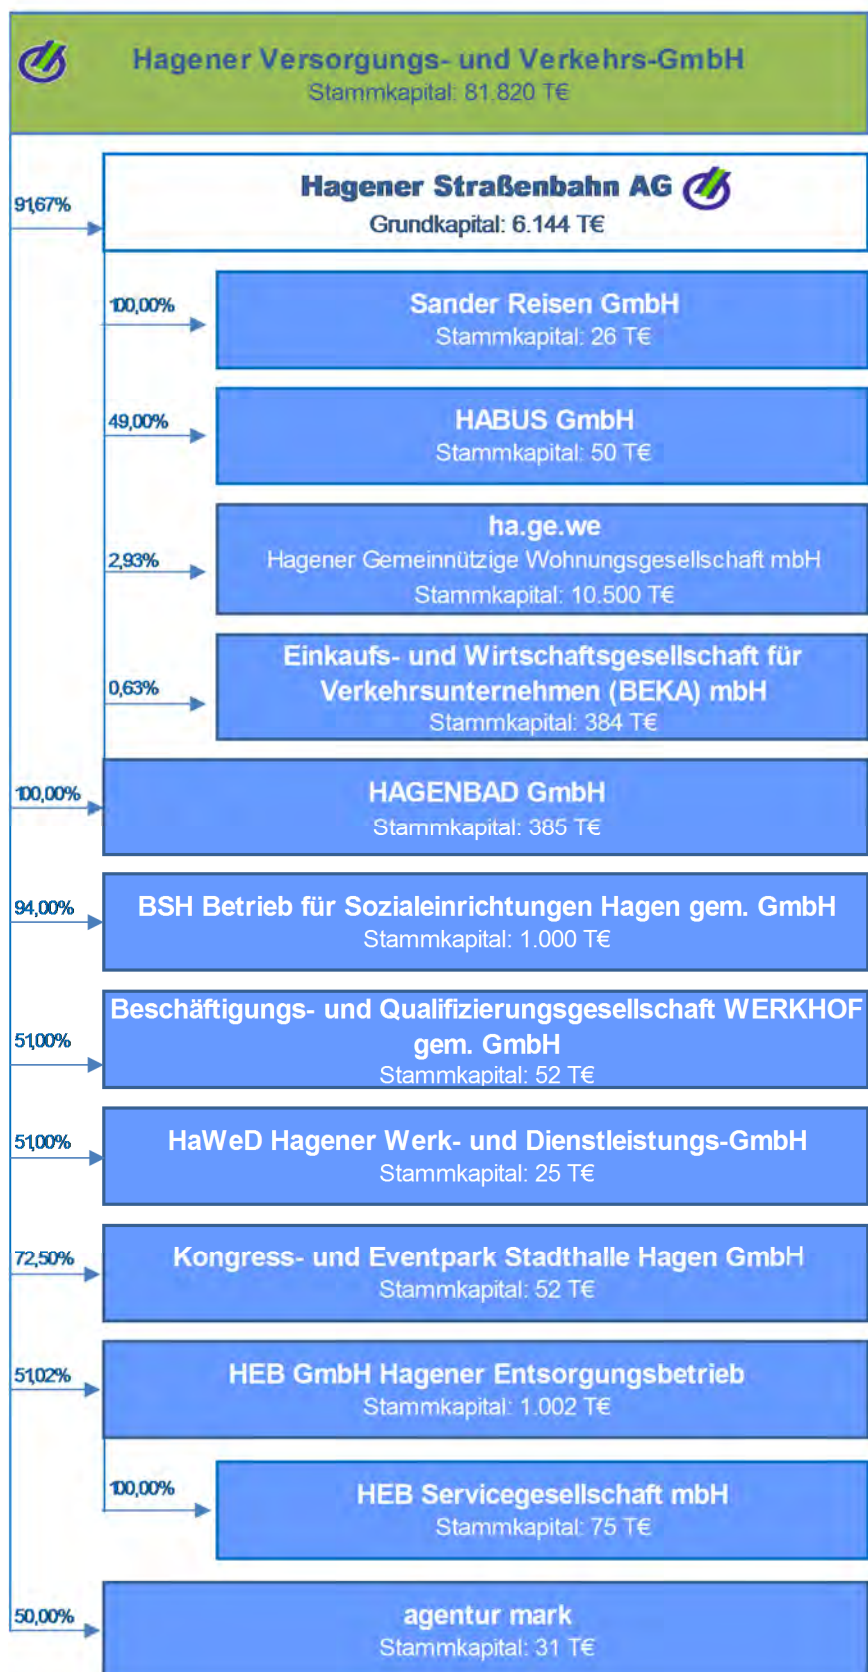 Hagener Versorgungs- und Verkehrs-GmbH
Stammkapital: 81.820 T€
91,67%
Hagener Straßenbahn AG
Grundkapital: 6.144 T€
100,00%
Sander Reisen GmbH
Stammkapital: 26 T€
49,00%
HABUS GmbH
Stammkapital: 50 T€
2,93%
ha.ge.we
Hagener Gemeinnützige Wohnungsgesellschaft mbH
Stammkapital: 10.500 T€
0,63%
Einkaufs- und Wirtschaftsgesellschaft für
Verkehrsunternehmen (BEKA) mbH
Stammkapital: 384 T€
100,00%
HAGENBAD GmbH
Stammkapital: 385 T€
94,00%
BSH Betrieb für Sozialeinrichtungen Hagen gem. GmbH
Stammkapital: 1.000 T€
51,00%
Beschäftigungs- und Qualifizierungsgesellschaft WERKHOF
gem. GmbH
Stammkapital: 52 T€
51,00%
HaWeD Hagener Werk- und Dienstleistungs-GmbH
Stammkapital: 25 T€
72,50%
Kongress- und Eventpark Stadthalle Hagen GmbH
Stammkapital: 52 T€
51,02%
HEB GmbH Hagener Entsorgungsbetrieb
Stammkapital: 1.002 T€
100,00%
HEB Servicegesellschaft mbH
Stammkapital: 75 T€
50,00%
agentur mark
Stammkapital: 31 T€